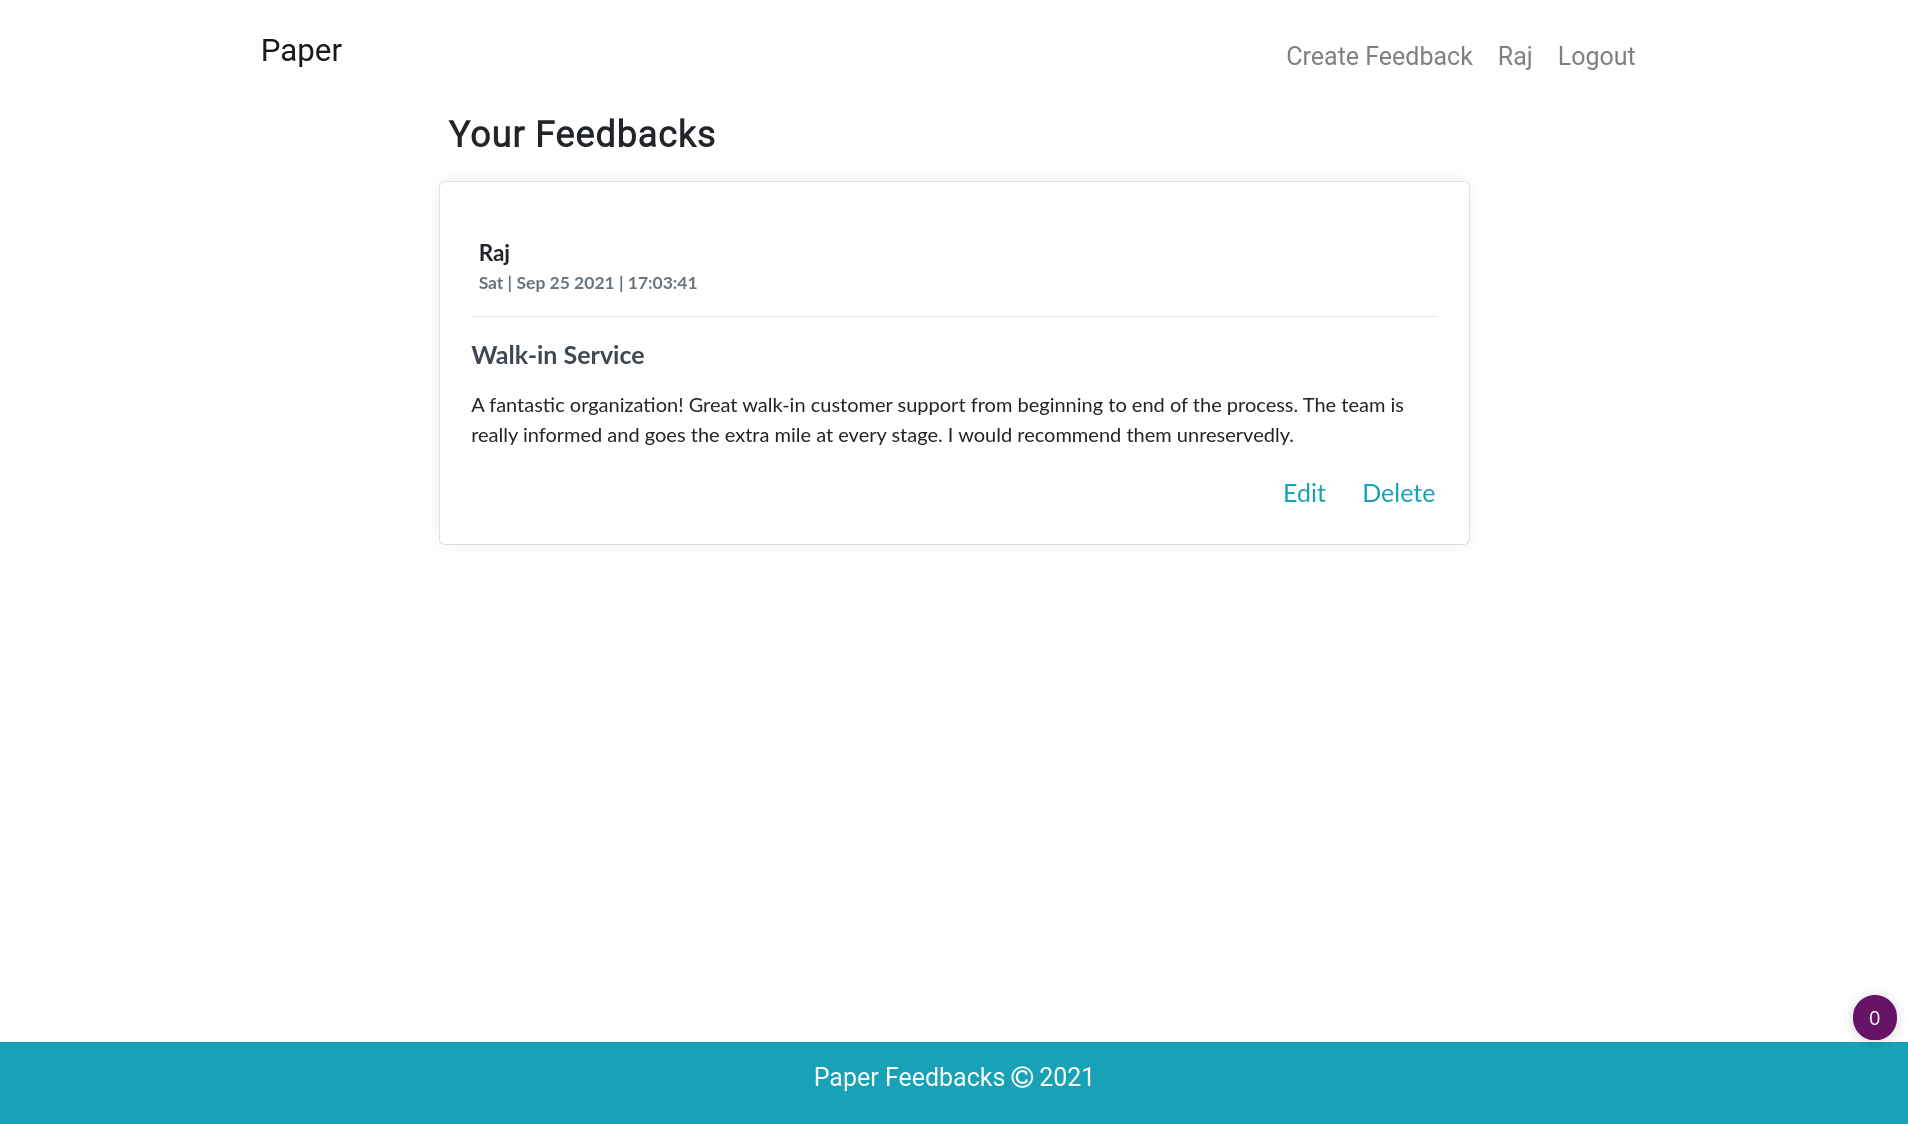 Paper
Create Feedback Raj Logout
Your Feedbacks
Raj
Sat | Sep 25 2021 | 17:03:41
Walk-in Service
A fantastic organization! Great walk-in customer support from beginning to end of the process. The team is
really informed and goes the extra mile at every stage. I would recommend them unreservedly.
Edit Delete
0
Paper Feedbacks © 2021